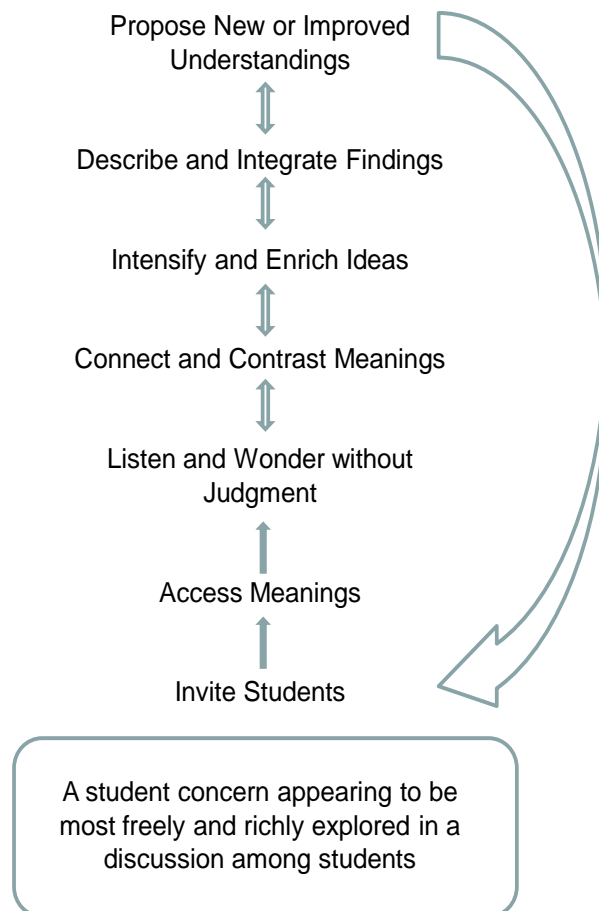 Propose New or Improved
Understandings
Describe and Integrate Findings
Intensify and Enrich Ideas
Connect and Contrast Meanings
Listen and Wonder without
Judgment
Access Meanings
Invite Students
A student concern appearing to be
most freely and richly explored in a
discussion among students